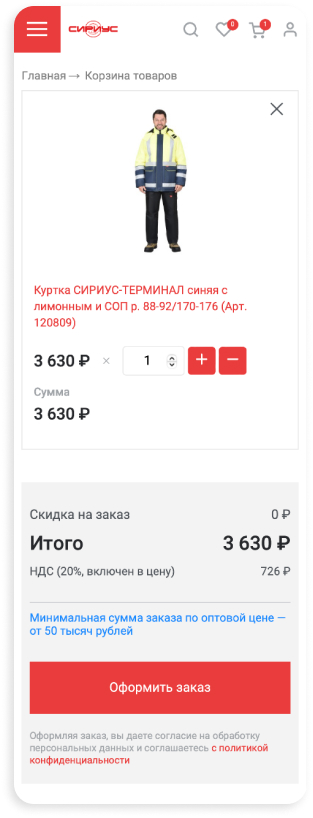 СИРИУС
0
1
Главная → Корзина товаров
Куртка СИРИУС-ТЕРМИНАЛ синяя с
лимонным и СОП р. 88-92/170-176 (Арт.
120809)
3 630 ₽ × 1 + −
Сумма
3 630 ₽
Скидка на заказ 0 ₽
Итого 3 630 ₽
НДС (20%, включен в цену) 726 ₽
Минимальная сумма заказа по оптовой цене —
от 50 тысяч рублей
Оформить заказ
Оформляя заказ, вы даете согласие на обработку
персональных данных и соглашаетесь с политикой
конфиденциальности